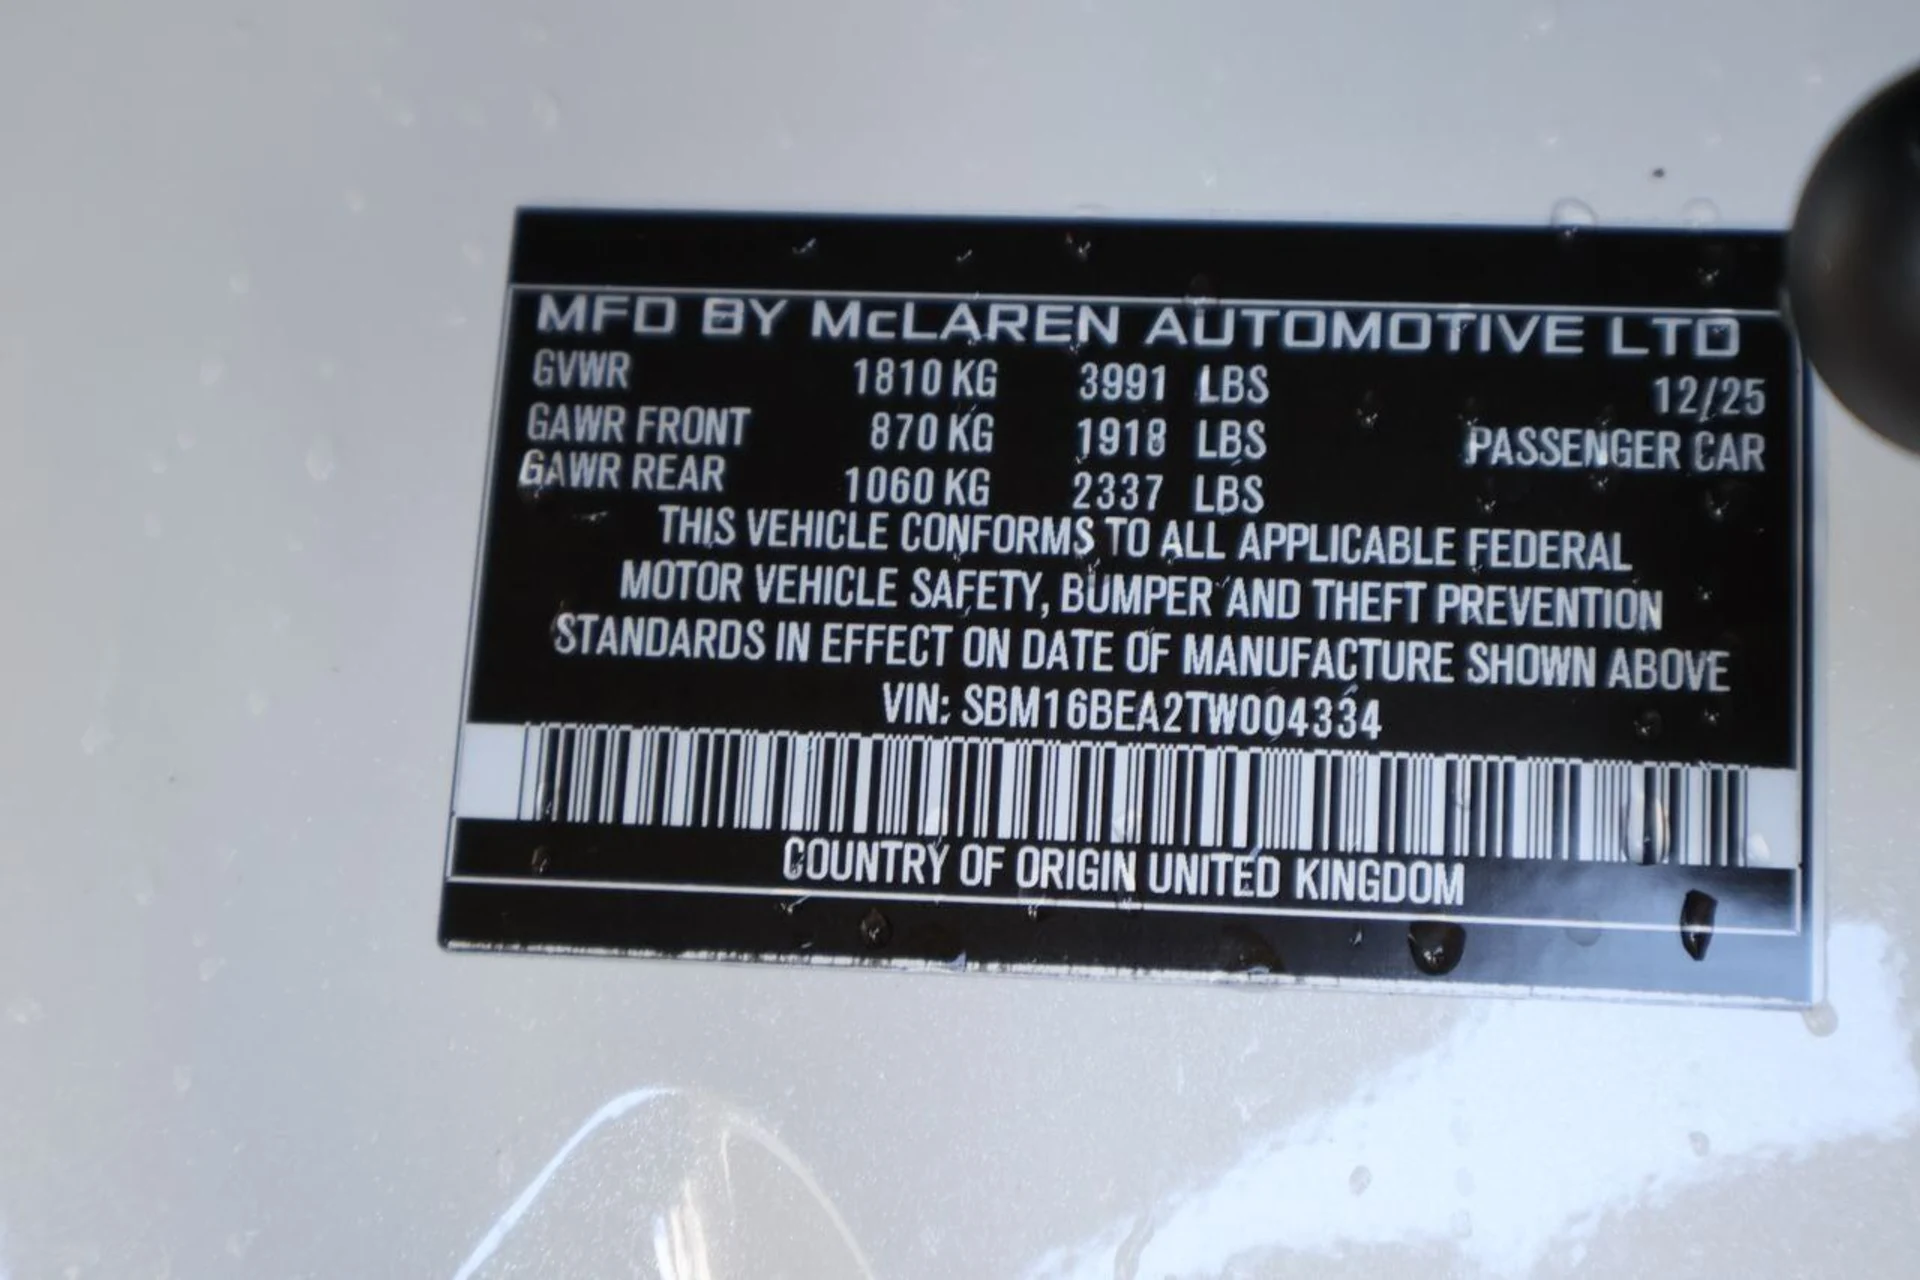 MFD BY McLAREN AUTOMOTIVE LTD
GVWR 1810 KG 3991 LBS 12/25
GAWR FRONT 870 KG 1918 LBS PASSENGER CAR
GAWR REAR 1060 KG 2337 LBS
THIS VEHICLE CONFORMS TO ALL APPLICABLE FEDERAL
MOTOR VEHICLE SAFETY, BUMPER AND THEFT PREVENTION
STANDARDS IN EFFECT ON DATE OF MANUFACTURE SHOWN ABOVE
VIN: SBM16BEA2TW004334
COUNTRY OF ORIGIN UNITED KINGDOM